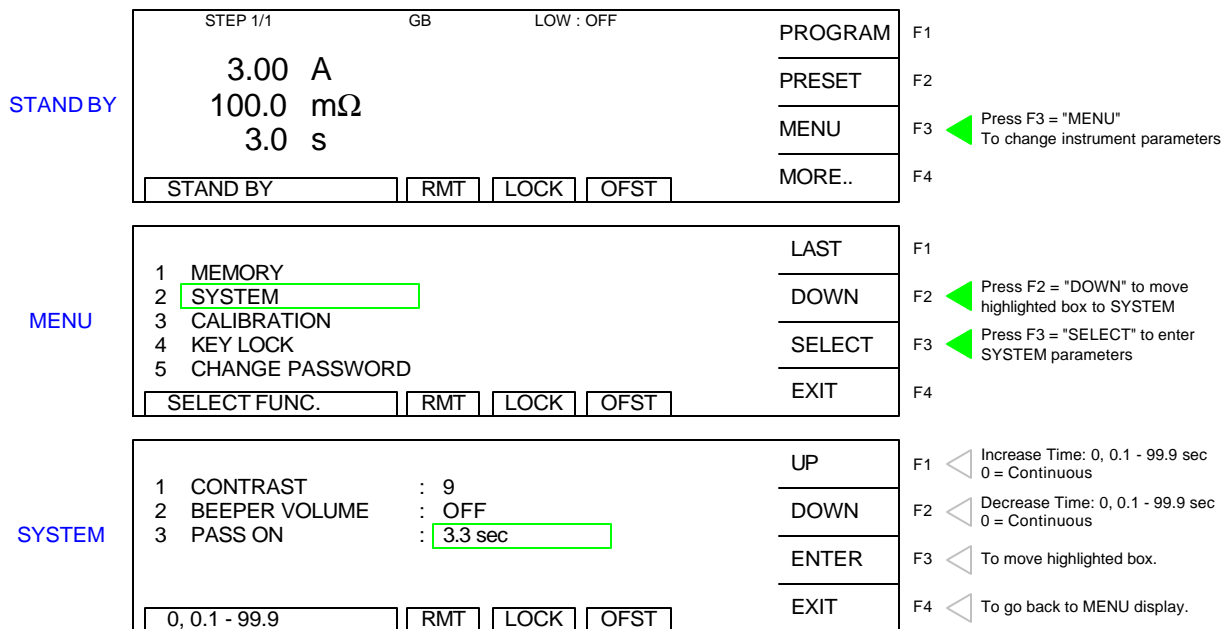 STAND BY
STEP 1/1 GB LOW : OFF
3.00 A
100.0 mΩ
3.0 s
STAND BY RMT LOCK OFST
PROGRAM F1
PRESET F2
MENU F3
Press F3 = "MENU"
To change instrument parameters
MORE.. F4
MENU
1 MEMORY
2 SYSTEM
3 CALIBRATION
4 KEY LOCK
5 CHANGE PASSWORD
SELECT FUNC. RMT LOCK OFST
LAST F1
DOWN F2
Press F2 = "DOWN" to move
highlighted box to SYSTEM
SELECT F3
Press F3 = "SELECT" to enter
SYSTEM parameters
EXIT F4
SYSTEM
1 CONTRAST : 9
2 BEEPER VOLUME : OFF
3 PASS ON : 3.3 sec
0, 0.1 - 99.9 RMT LOCK OFST
UP F1
Increase Time: 0, 0.1 - 99.9 sec
0 = Continuous
DOWN F2
Decrease Time: 0, 0.1 - 99.9 sec
0 = Continuous
ENTER F3
To move highlighted box.
EXIT F4
To go back to MENU display.